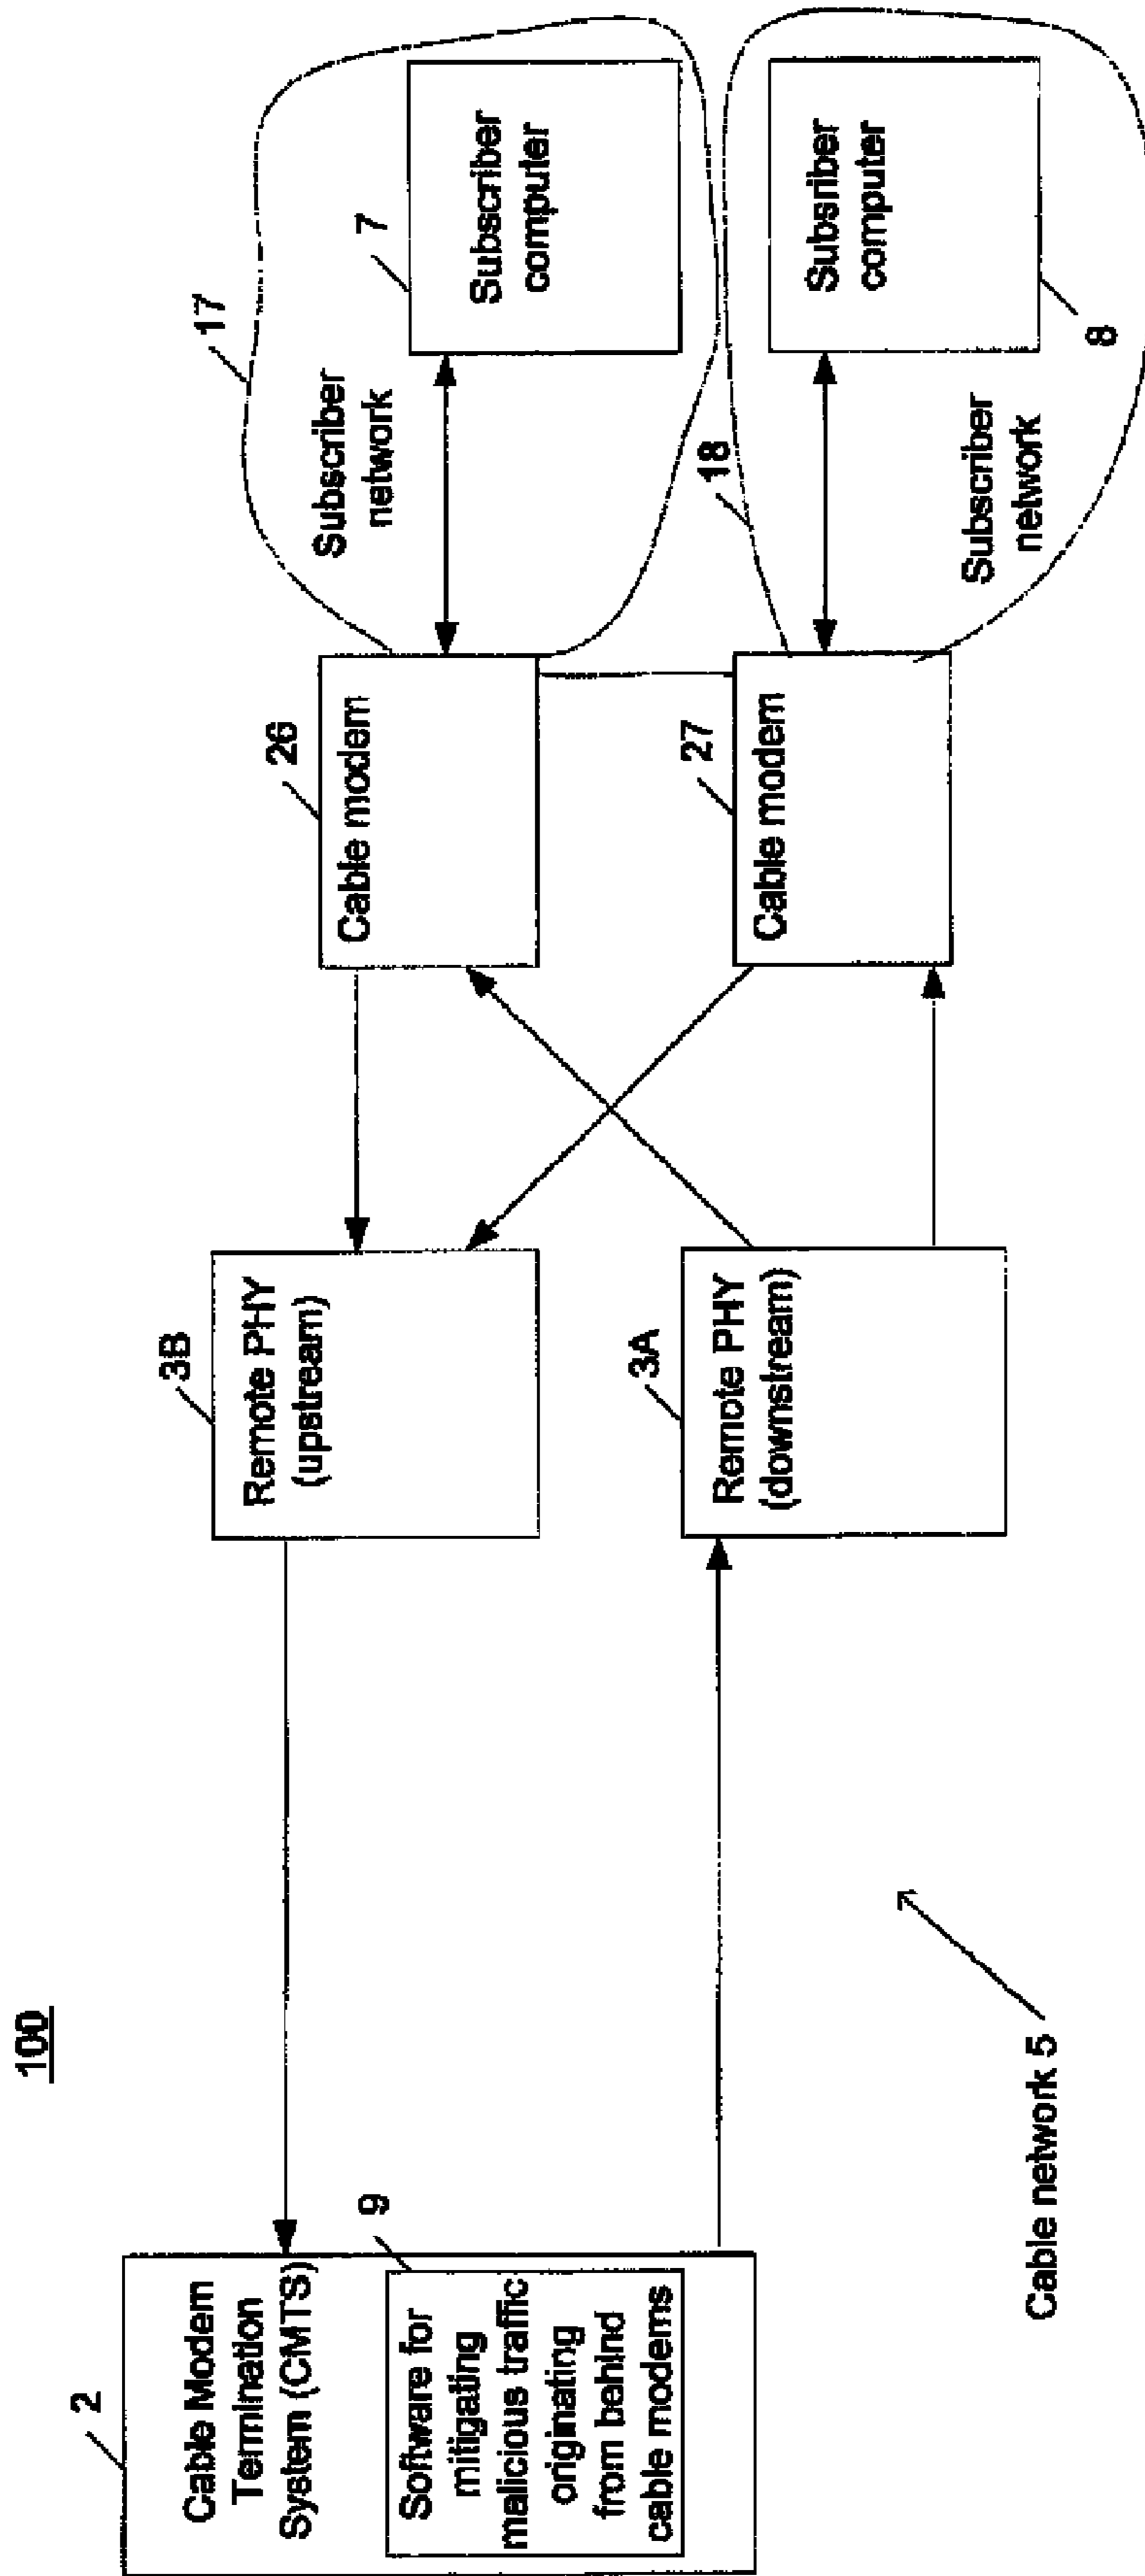 100
2
Cable Modem
Termination
System (CMTS)
9
Software for
mitigating
malicious traffic
originating
from behind
cable modems
3B
Remote PHY
(upstream)
3A
Remote PHY
(downstream)
26
Cable modem
27
Cable modem
17
Subscriber
network
7
Subscriber
computer
18
Subsriber
computer
8
Subscriber
network
Cable network 5